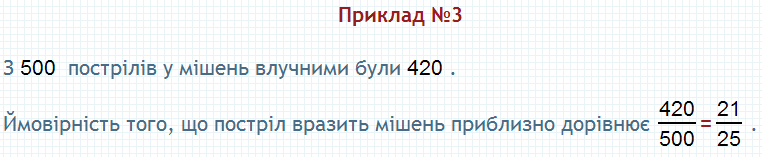 Приклад №3
З 500 пострілів у мішень влучними були 420 .
Ймовірність того, що постріл вразить мішень приблизно дорівнює 420/500 = 21/25 .